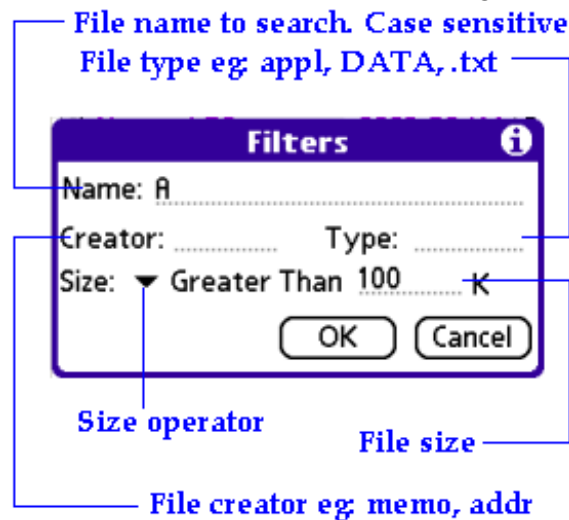 File name to search. Case sensitive
File type eg: appl, DATA, .txt
Filters i
Name: A
Creator: Type:
Size: Greater Than 100 K
OK Cancel
Size operator
File size
File creator eg: memo, addr